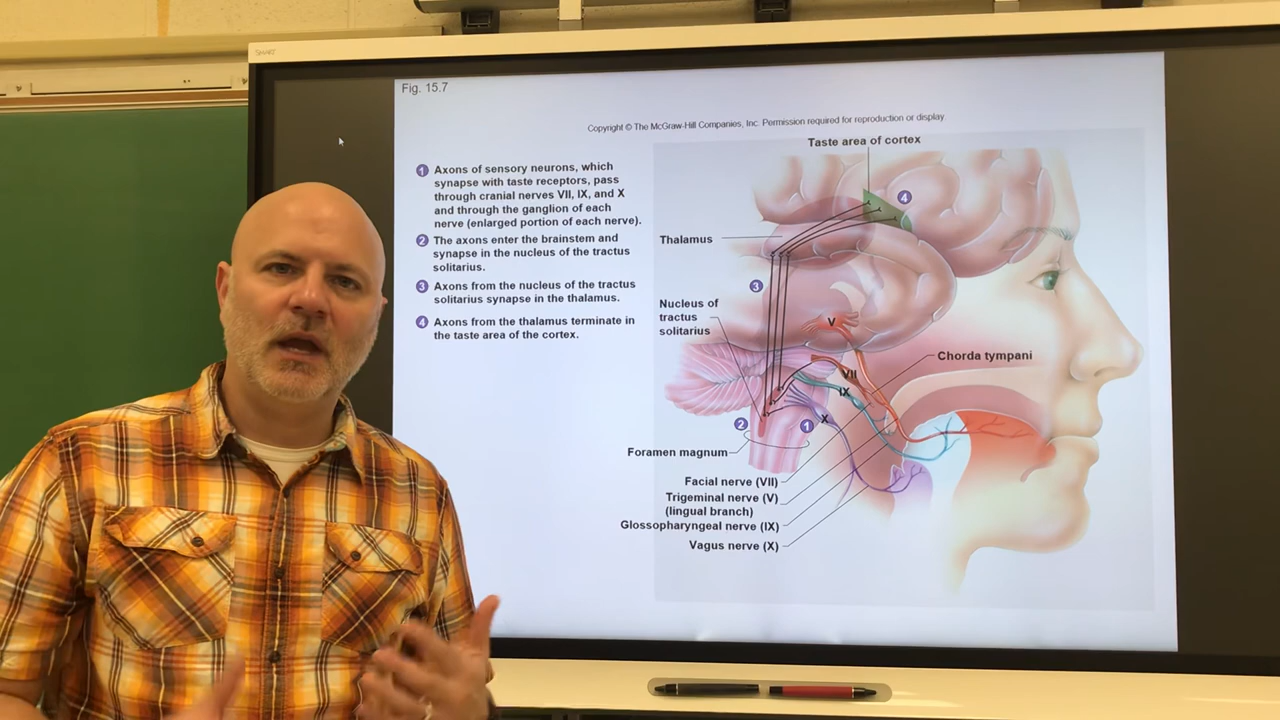 SMART
Fig. 15.7
Copyright © The McGraw-Hill Companies, Inc. Permission required for reproduction or display
Taste area of cortex
1 Axons of sensory neurons, which
synapse with taste receptors, pass
through cranial nerves VII, IX, and X
and through the ganglion of each
nerve (enlarged portion of each nerve).
2 The axons enter the brainstem and
synapse in the nucleus of the tractus
solitarius.
3 Axons from the nucleus of the tractus
solitarius synapse in the thalamus.
4 Axons from the thalamus terminate in
the taste area of the cortex.
4
Thalamus
3
Nucleus of
tractus
solitarius
V
Chorda tympani
VII
IX
X
2
1
Foramen magnum
Facial nerve (VII)
Trigeminal nerve (V)
(lingual branch)
Glossopharyngeal nerve (IX)
Vagus nerve (X)